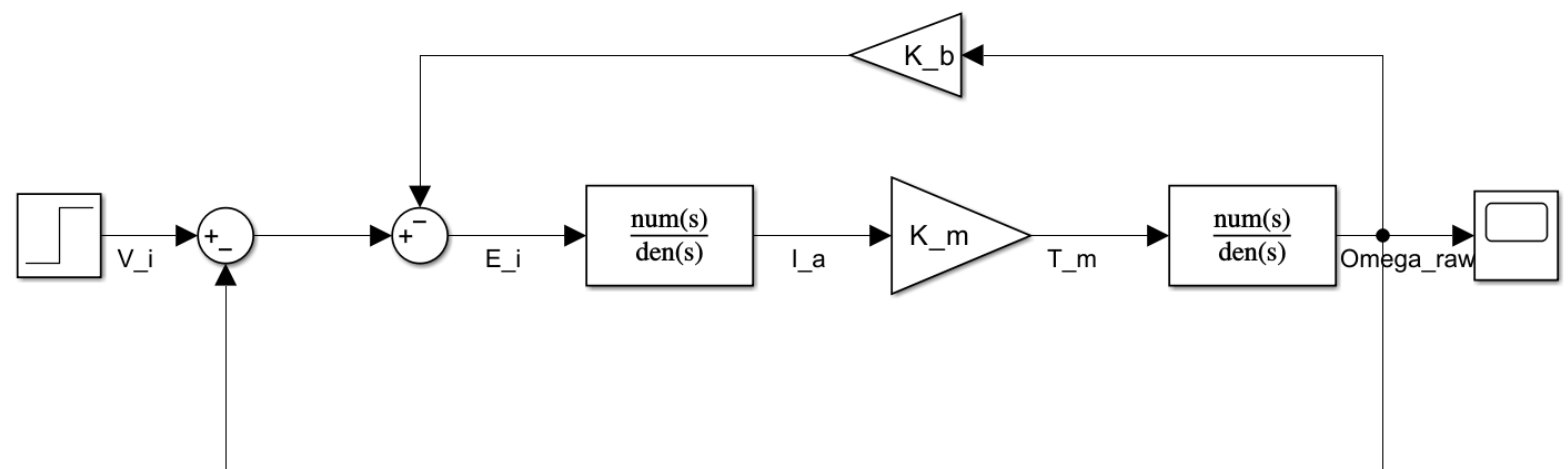 K_b
+
−
V_i
+
−
E_i
num(s)
den(s)
I_a
K_m
T_m
num(s)
den(s)
Omega_raw